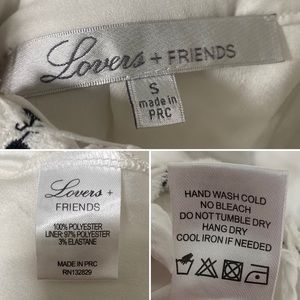 Lovers + FRIENDS
S
made in
PRC
Lovers +
FRIENDS
100% POLYESTER
LINER: 97% POLYESTER
3% ELASTANE
MADE IN PRC
RN132829
HAND WASH COLD
NO BLEACH
DO NOT TUMBLE DRY
HANG DRY
COOL IRON IF NEEDED